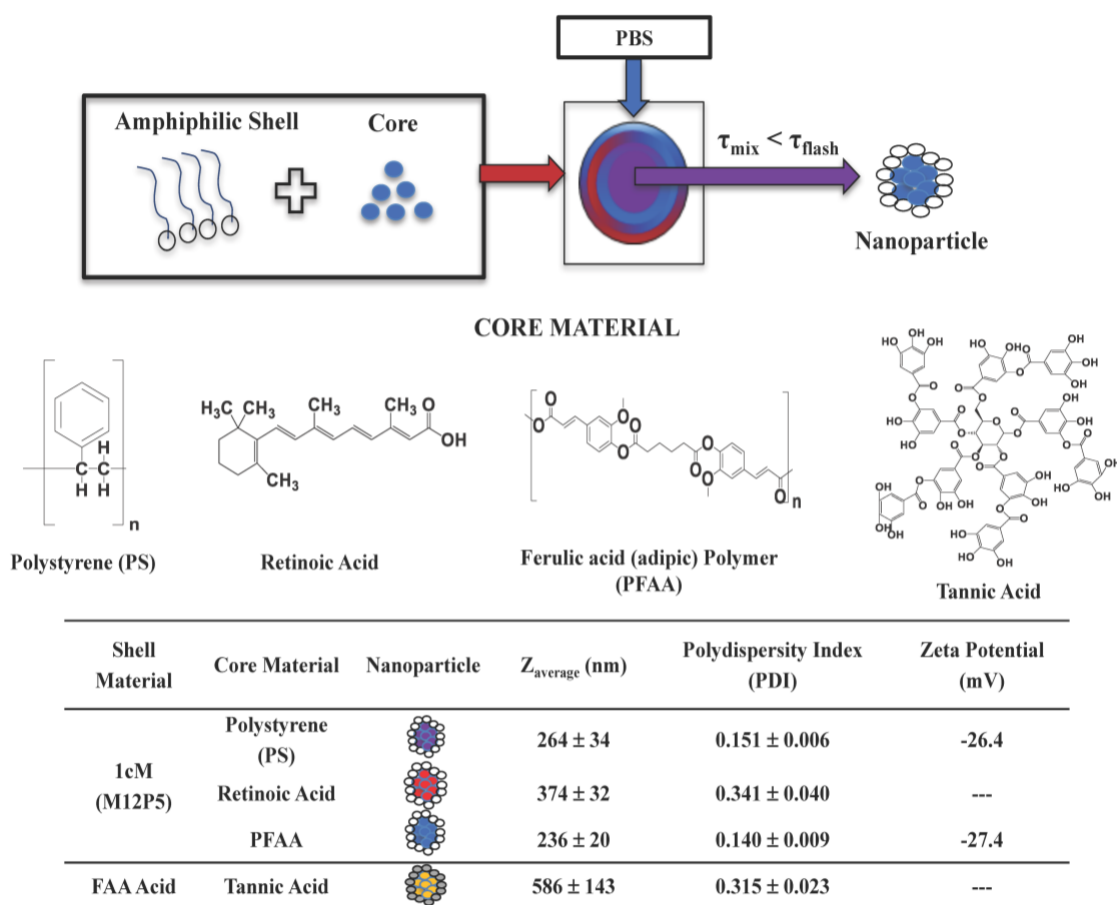 PBS
Amphiphilic Shell
Core
τmix < τflash
Nanoparticle
CORE MATERIAL
C C
H
H
H
n
Polystyrene (PS)
H₃C CH₃
CH₃
CH₃ O
OH
CH₃
Retinoic Acid
O
O
O
O
O
O
O
O
O
O
n
Ferulic acid (adipic) Polymer
(PFAA)
Tannic Acid
Shell Material
Core Material
Nanoparticle
Zaverage (nm)
Polydispersity Index (PDI)
Zeta Potential (mV)
1cM (M12P5)
Polystyrene (PS)
264 ± 34
0.151 ± 0.006
-26.4
Retinoic Acid
374 ± 32
0.341 ± 0.040
---
PFAA
236 ± 20
0.140 ± 0.009
-27.4
FAA Acid
Tannic Acid
586 ± 143
0.315 ± 0.023
---